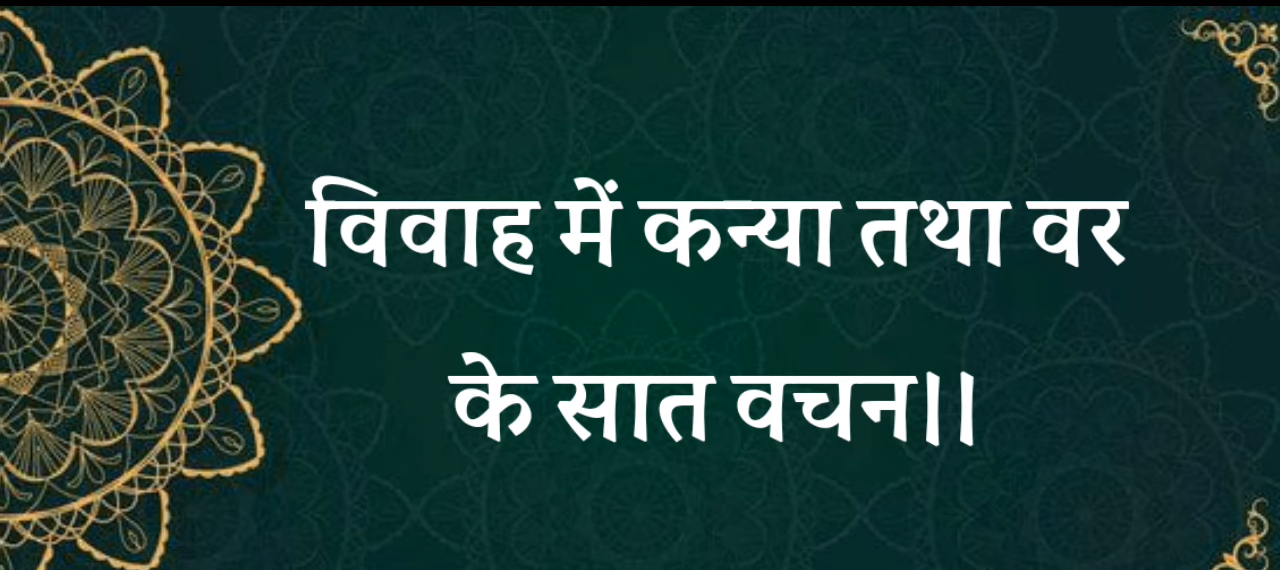 विवाह में कन्या तथा वर
के सात वचन।।